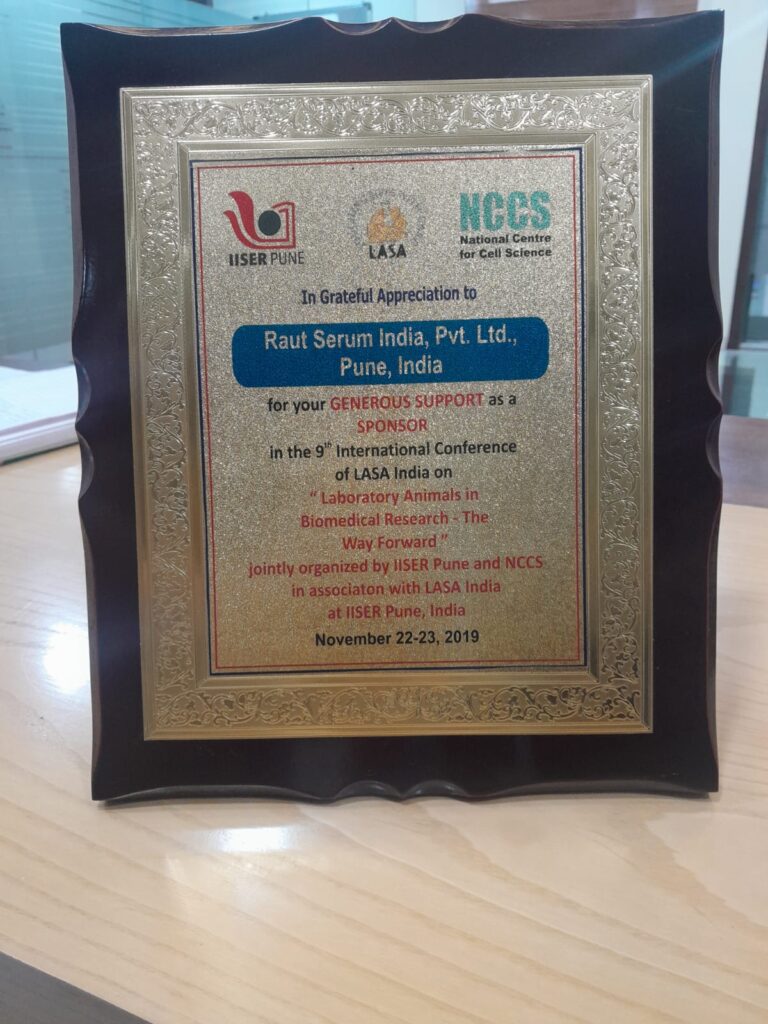 IISER PUNE
LASA
NCCS
National Centre
for Cell Science
In Grateful Appreciation to
Raut Serum India, Pvt. Ltd.,
Pune, India
for your GENEROUS SUPPORT as a
SPONSOR
in the 9th International Conference
of LASA India on
“ Laboratory Animals in
Biomedical Research - The
Way Forward ”
jointly organized by IISER Pune and NCCS
in associaton with LASA India
at IISER Pune, India
November 22-23, 2019